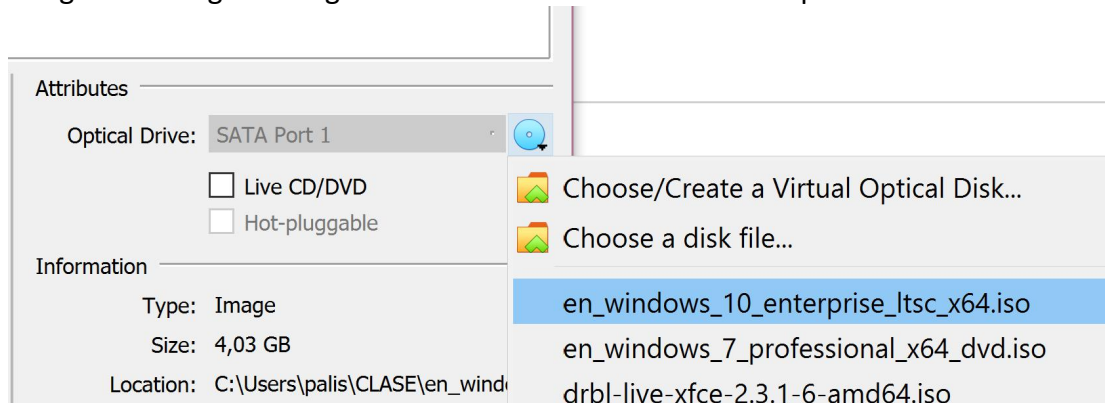 Attributes
Optical Drive: SATA Port 1
Live CD/DVD
Hot-pluggable
Information
Type: Image
Size: 4,03 GB
Location: C:\Users\palis\CLASE\en_wind
Choose/Create a Virtual Optical Disk...
Choose a disk file...
en_windows_10_enterprise_ltsc_x64.iso
en_windows_7_professional_x64_dvd.iso
drbl-live-xfce-2.3.1-6-amd64.iso